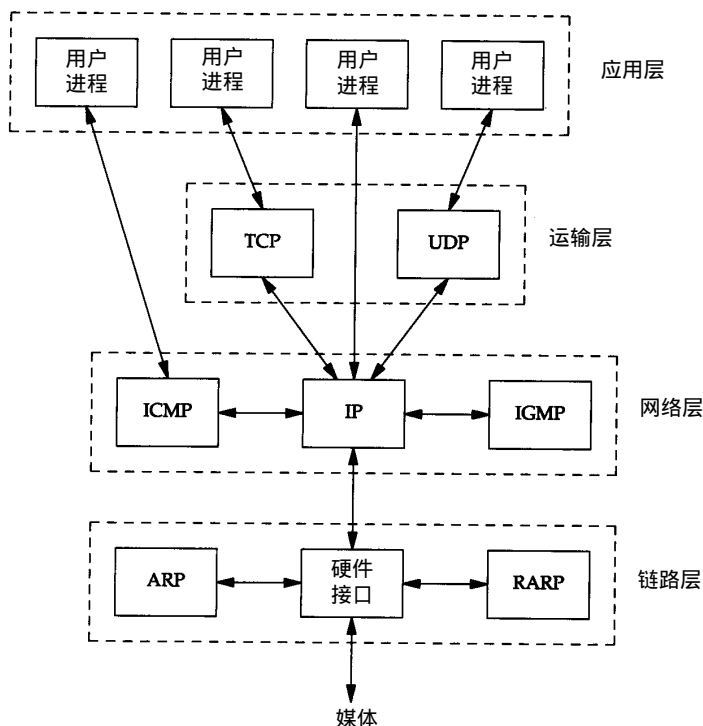 用户
进程
用户
进程
用户
进程
用户
进程
应用层
TCP
UDP
运输层
ICMP
IP
IGMP
网络层
ARP
硬件
接口
RARP
链路层
媒体